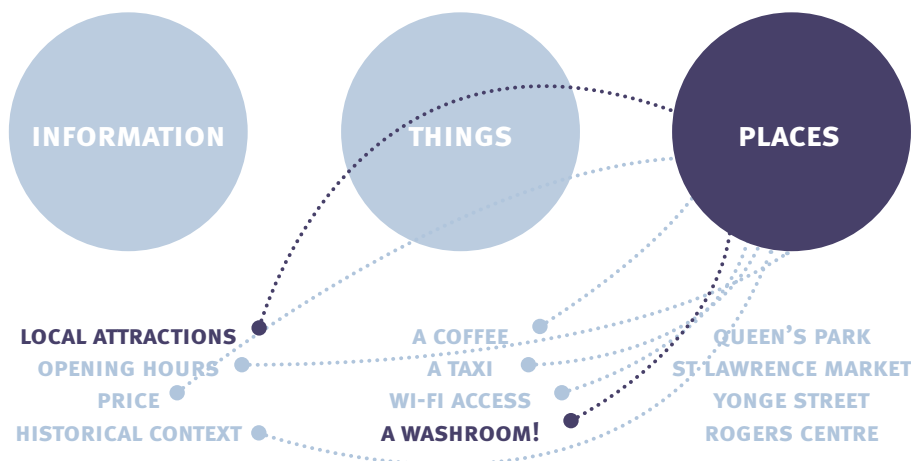 INFORMATION
THINGS
PLACES
LOCAL ATTRACTIONS
OPENING HOURS
PRICE
HISTORICAL CONTEXT
A COFFEE
A TAXI
WI-FI ACCESS
A WASHROOM!
QUEEN'S PARK
ST LAWRENCE MARKET
YONGE STREET
ROGERS CENTRE